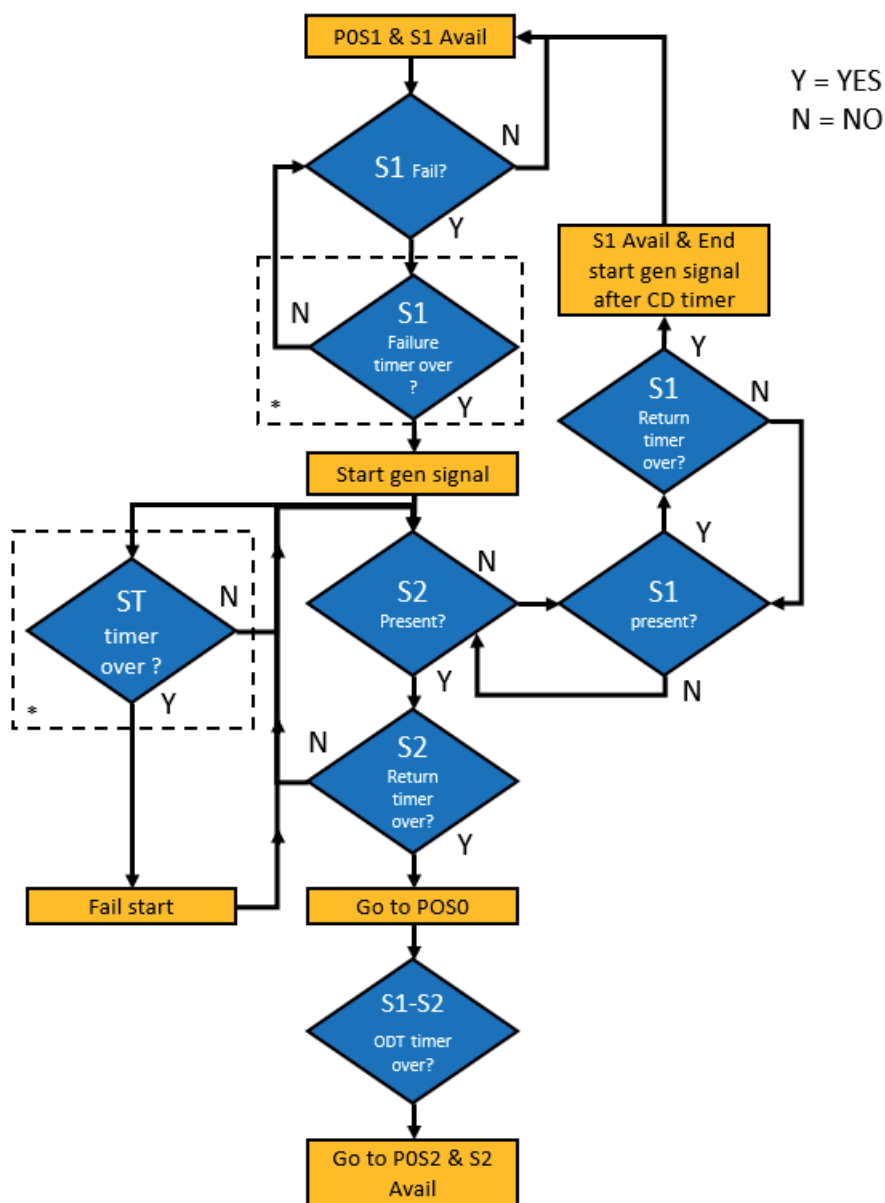 P0S1 & S1 Avail
Y = YES
N = NO
N
S1 Fail?
Y
S1 Avail & End
start gen signal
after CD timer
N
S1
Failure
timer over
?
*
Y
Y
S1
Return
timer
over?
N
Start gen signal
Y
ST
timer
over ?
N
*
Y
S2
Present?
N
Y
S1
present?
N
N
S2
Return
timer
over?
Y
Fail start
Go to POS0
S1-S2
ODT timer
over?
Go to P0S2 & S2
Avail